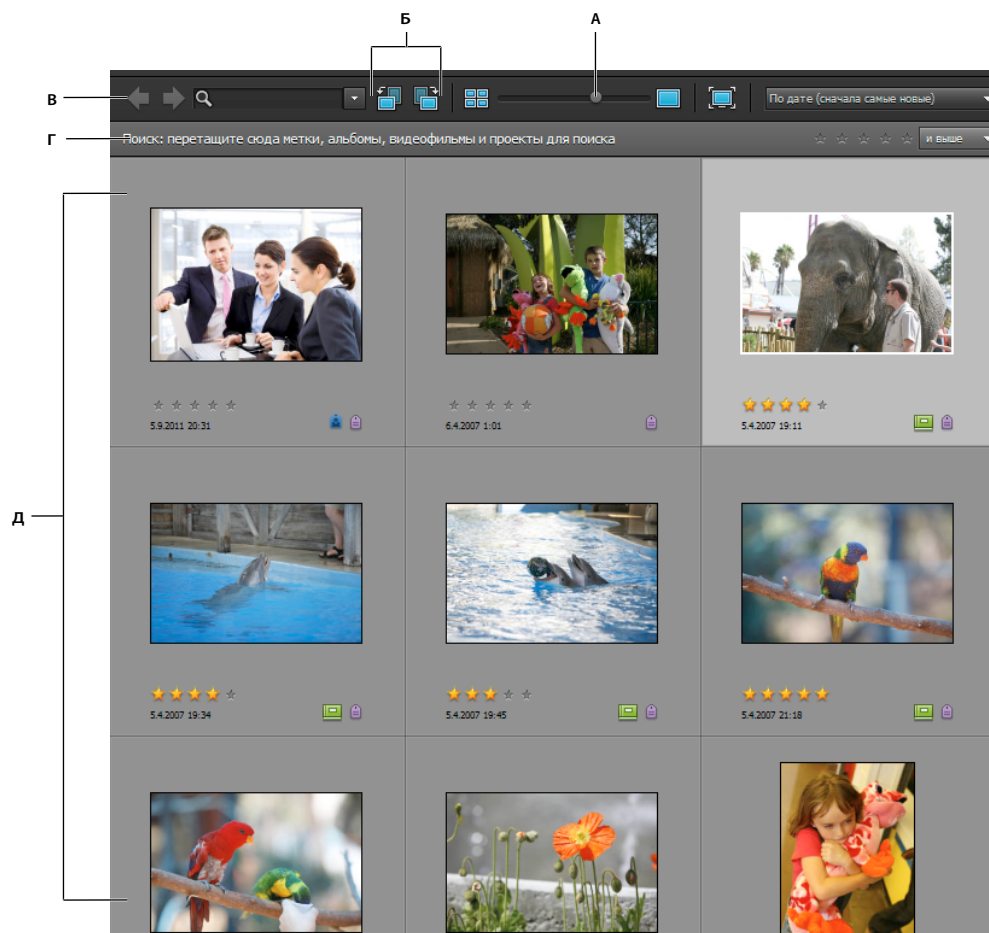 Б
А
В
По дате (сначала самые новые)
Г
Поиск: перетащите сюда метки, альбомы, видеофильмы и проекты для поиска
и выше
5.9.2011 20:31
6.4.2007 1:01
5.4.2007 19:11
Д
5.4.2007 19:34
5.4.2007 19:45
5.4.2007 21:18